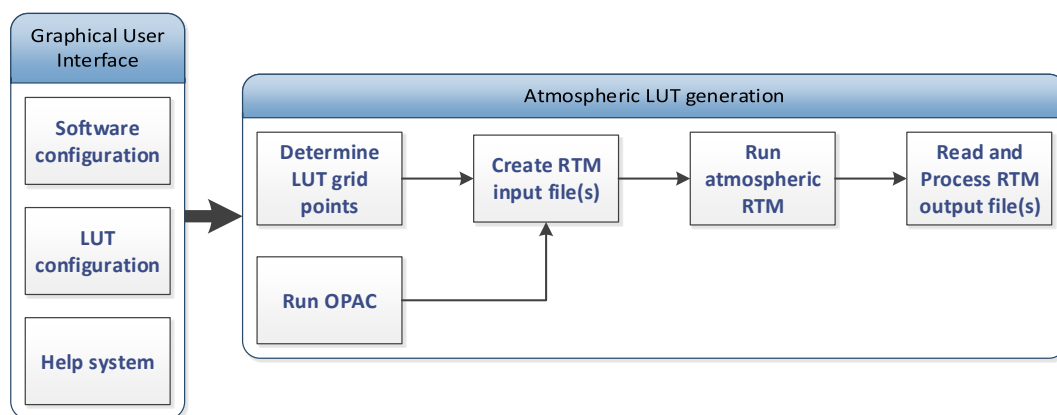 Graphical User
Interface
Software
configuration
LUT
configuration
Help system
Atmospheric LUT generation
Determine
LUT grid
points
Create RTM
input file(s)
Run
atmospheric
RTM
Read and
Process RTM
output file(s)
Run OPAC